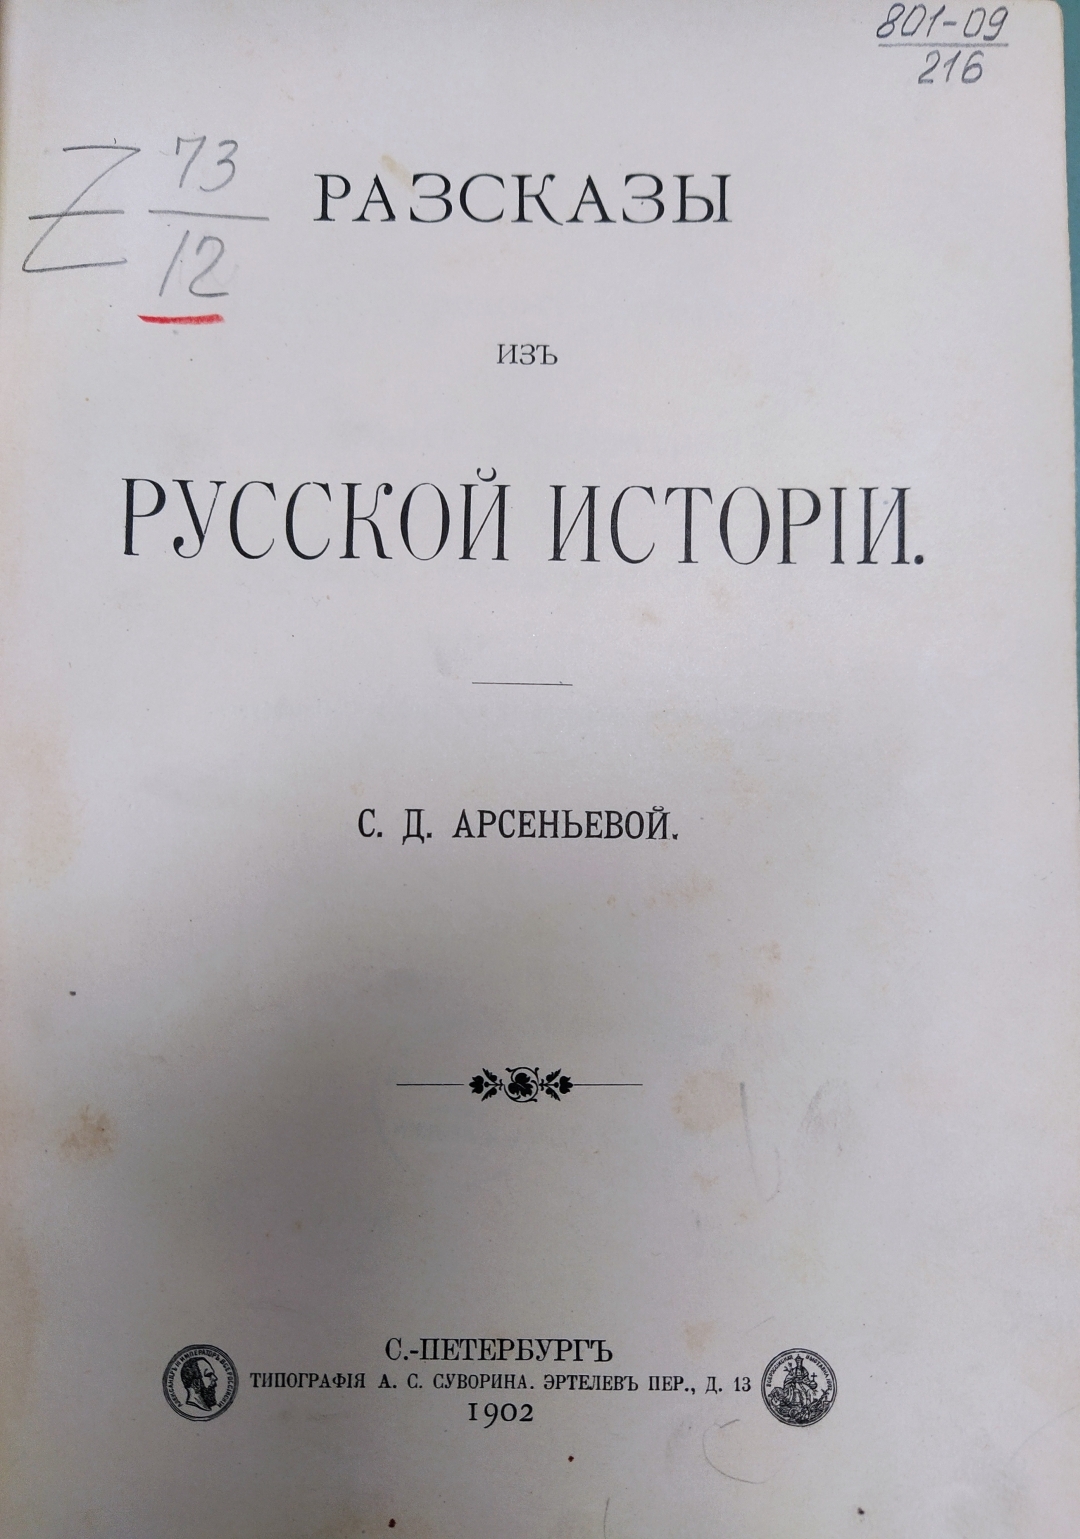 801-09
216
Z 73
12
РАЗСКАЗЫ
ИЗЪ
РУССКОЙ ИСТОРІИ.
С. Д. АРСЕНЬЕВОЙ.
С.-ПЕТЕРБУРГЪ
ТИПОГРАФІЯ А. С. СУВОРИНА. ЭРТЕЛЕВЪ ПЕР., Д. 13
1902